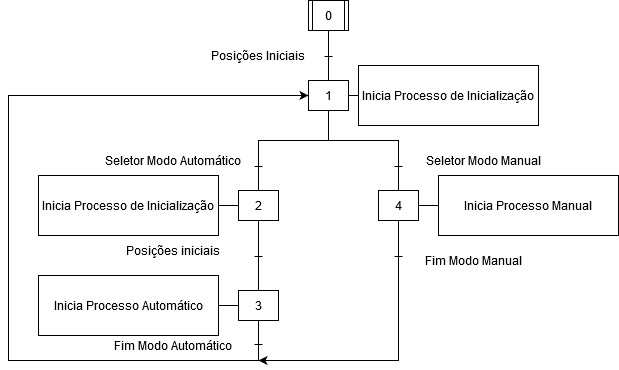 0
Posições Iniciais
1
Inicia Processo de Inicialização
Seletor Modo Automático
Seletor Modo Manual
Inicia Processo de Inicialização
2
4
Inicia Processo Manual
Posições iniciais
Fim Modo Manual
Inicia Processo Automático
3
Fim Modo Automático